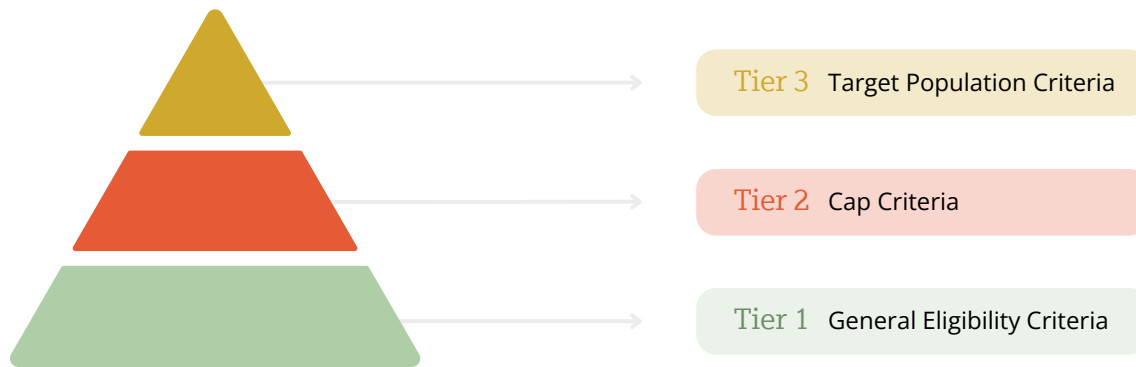 Tier 3 Target Population Criteria
Tier 2 Cap Criteria
Tier 1 General Eligibility Criteria